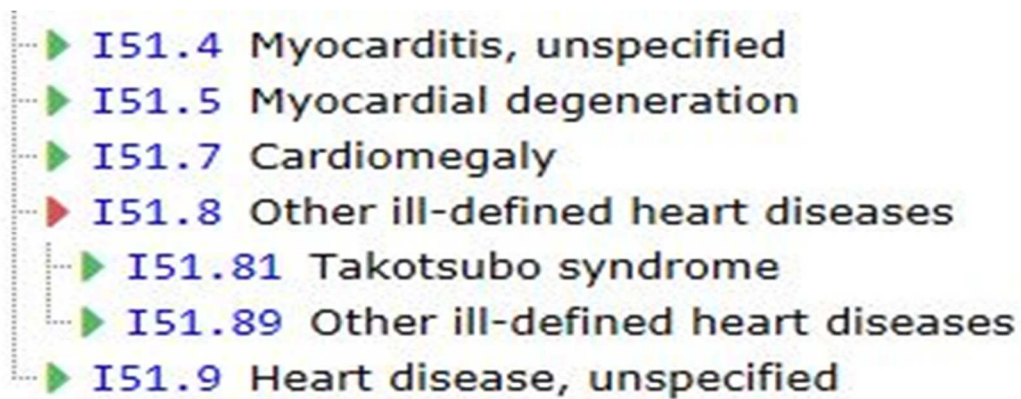 I51.4 Myocarditis, unspecified
I51.5 Myocardial degeneration
I51.7 Cardiomegaly
I51.8 Other ill-defined heart diseases
I51.81 Takotsubo syndrome
I51.89 Other ill-defined heart diseases
I51.9 Heart disease, unspecified